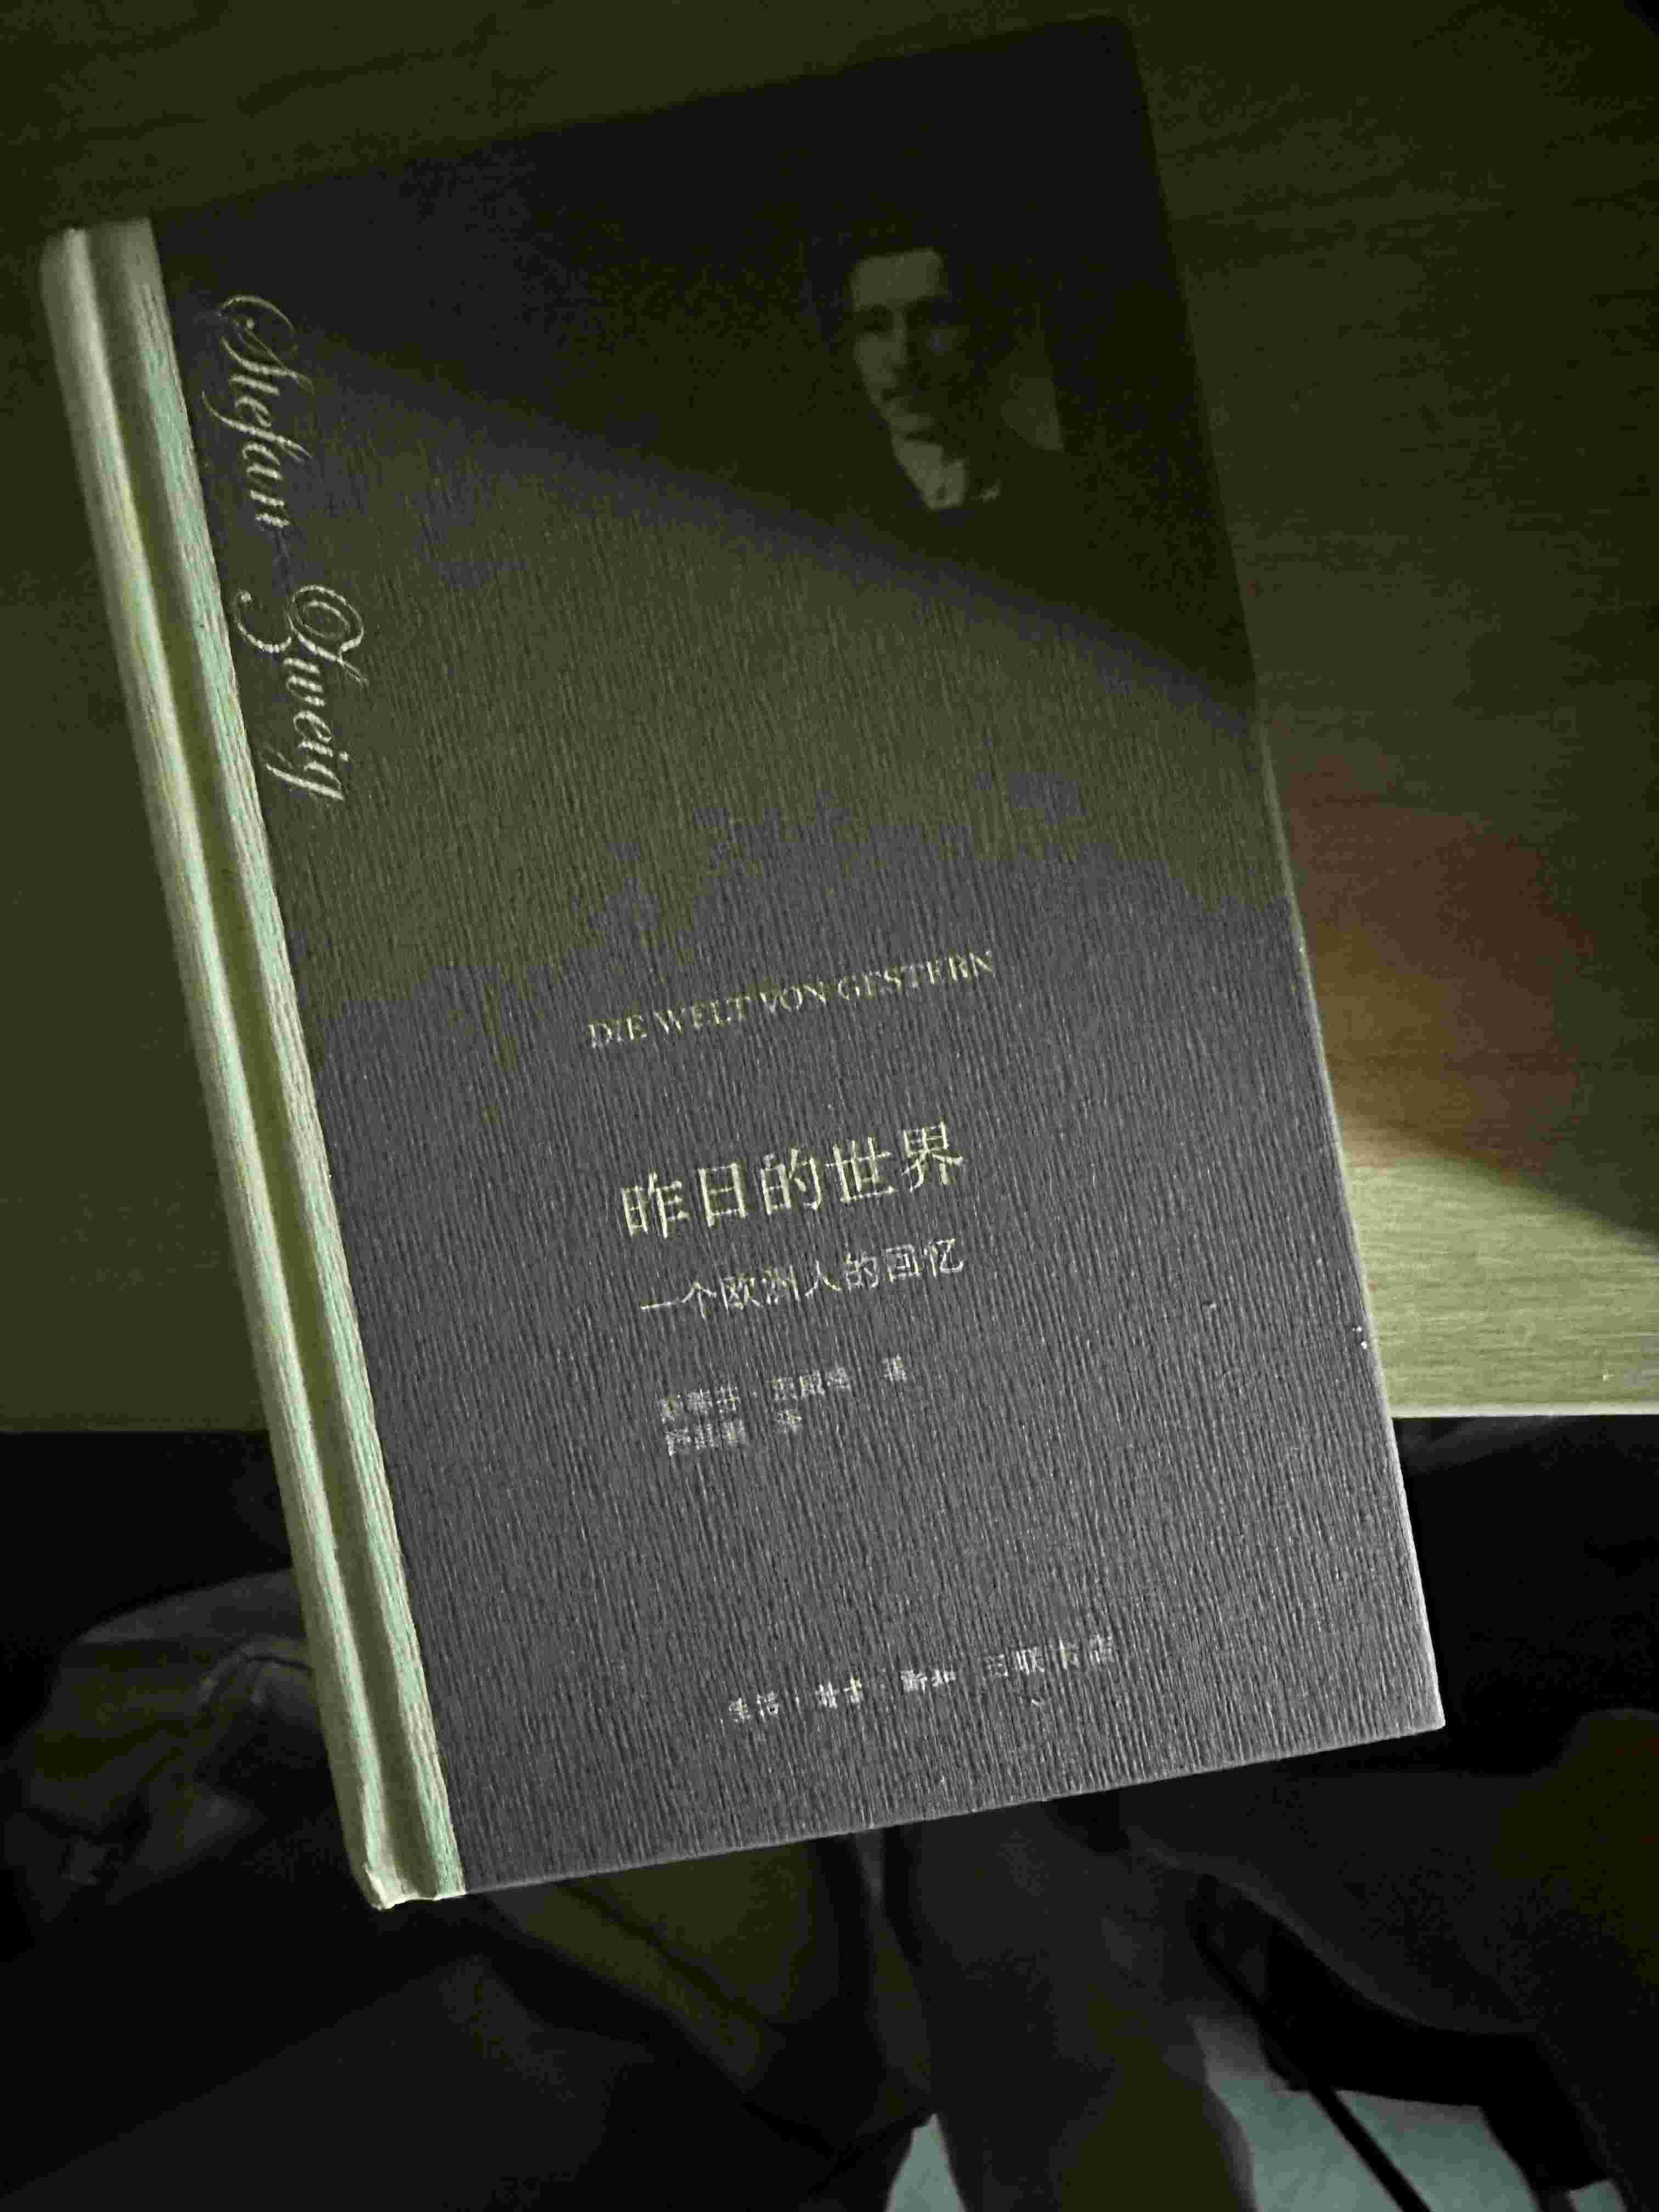 Stefan Zweig
DIE WELT VON GESTERN
昨日的世界
一个欧洲人的回忆
斯蒂芬·茨威格 著
舒昌善 译
生活·读书·新知 三联书店